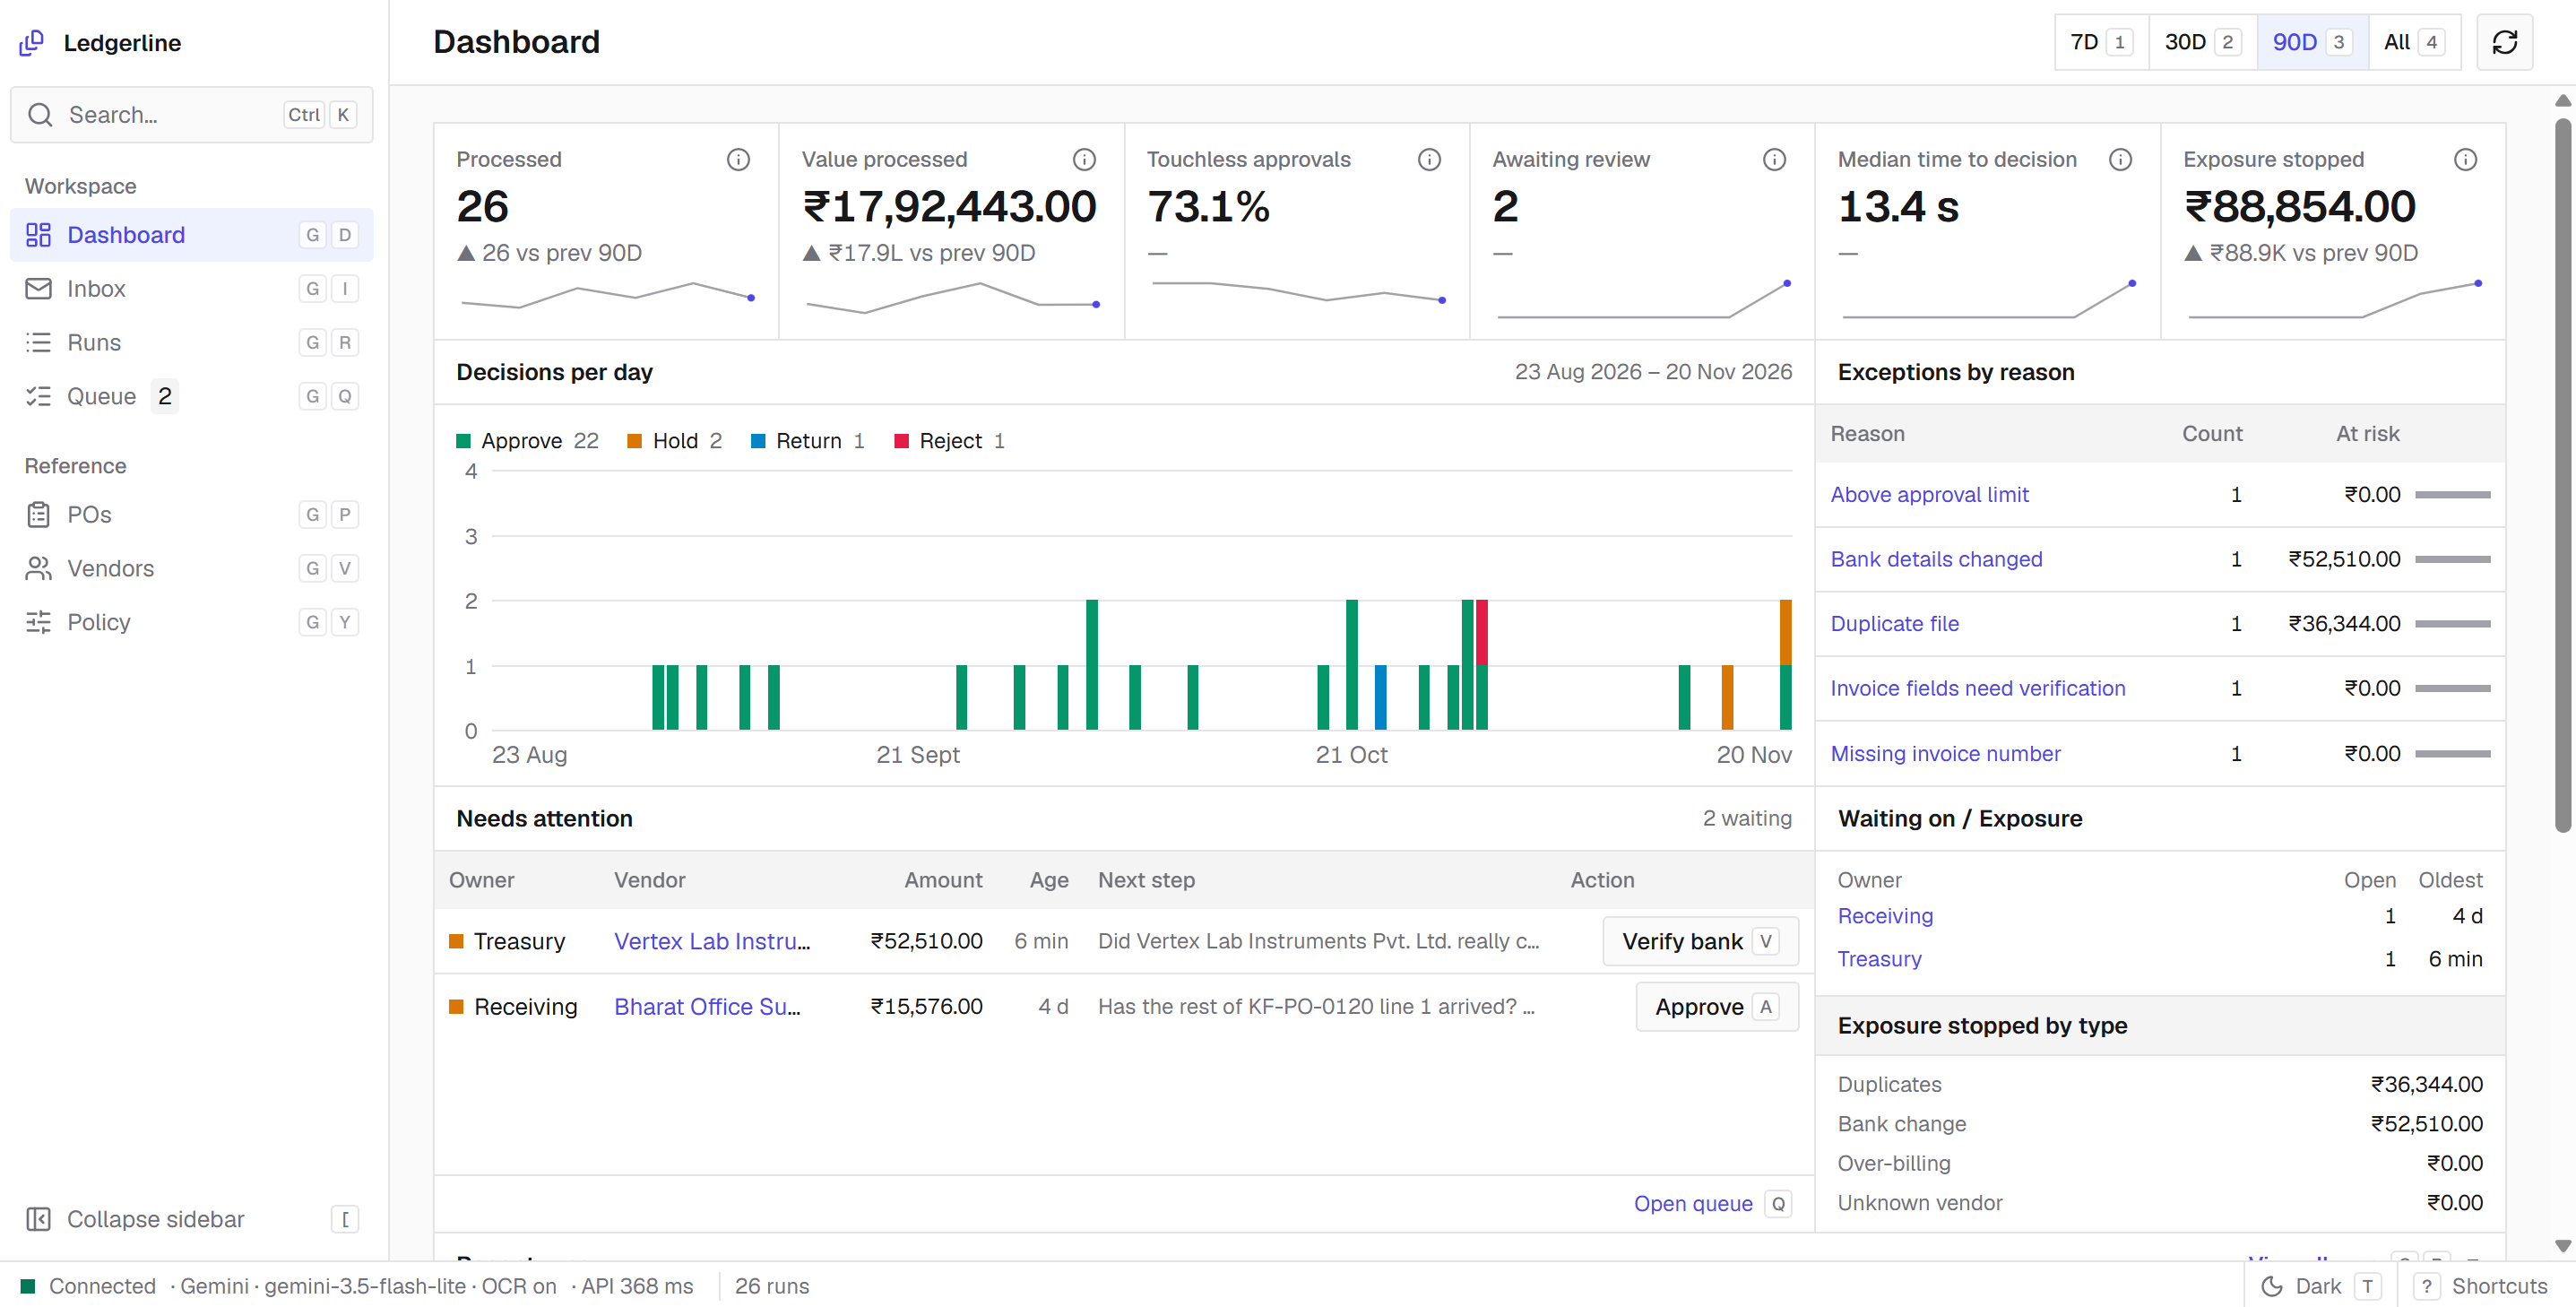 Ledgerline
Search... Ctrl K
Workspace
Dashboard G D
Inbox G I
Runs G R
Queue 2 G Q
Reference
POs G P
Vendors G V
Policy G Y
Collapse sidebar [
Dashboard
7D 1 30D 2 90D 3 All 4
Processed
26
▲ 26 vs prev 90D
Value processed
₹17,92,443.00
▲ ₹17.9L vs prev 90D
Touchless approvals
73.1%
—
Awaiting review
2
—
Median time to decision
13.4 s
—
Exposure stopped
₹88,854.00
▲ ₹88.9K vs prev 90D
Decisions per day 23 Aug 2026 – 20 Nov 2026
Approve 22 Hold 2 Return 1 Reject 1
4
3
2
1
0
23 Aug 21 Sept 21 Oct 20 Nov
Exceptions by reason
Reason Count At risk
Above approval limit 1 ₹0.00
Bank details changed 1 ₹52,510.00
Duplicate file 1 ₹36,344.00
Invoice fields need verification 1 ₹0.00
Missing invoice number 1 ₹0.00
Needs attention 2 waiting
Owner Vendor Amount Age Next step Action
Treasury Vertex Lab Instru... ₹52,510.00 6 min Did Vertex Lab Instruments Pvt. Ltd. really c... Verify bank V
Receiving Bharat Office Su... ₹15,576.00 4 d Has the rest of KF-PO-0120 line 1 arrived? ... Approve A
Open queue Q
Waiting on / Exposure
Owner Open Oldest
Receiving 1 4 d
Treasury 1 6 min
Exposure stopped by type
Duplicates ₹36,344.00
Bank change ₹52,510.00
Over-billing ₹0.00
Unknown vendor ₹0.00
Connected · Gemini · gemini-3.5-flash-lite · OCR on · API 368 ms 26 runs
Dark T ? Shortcuts